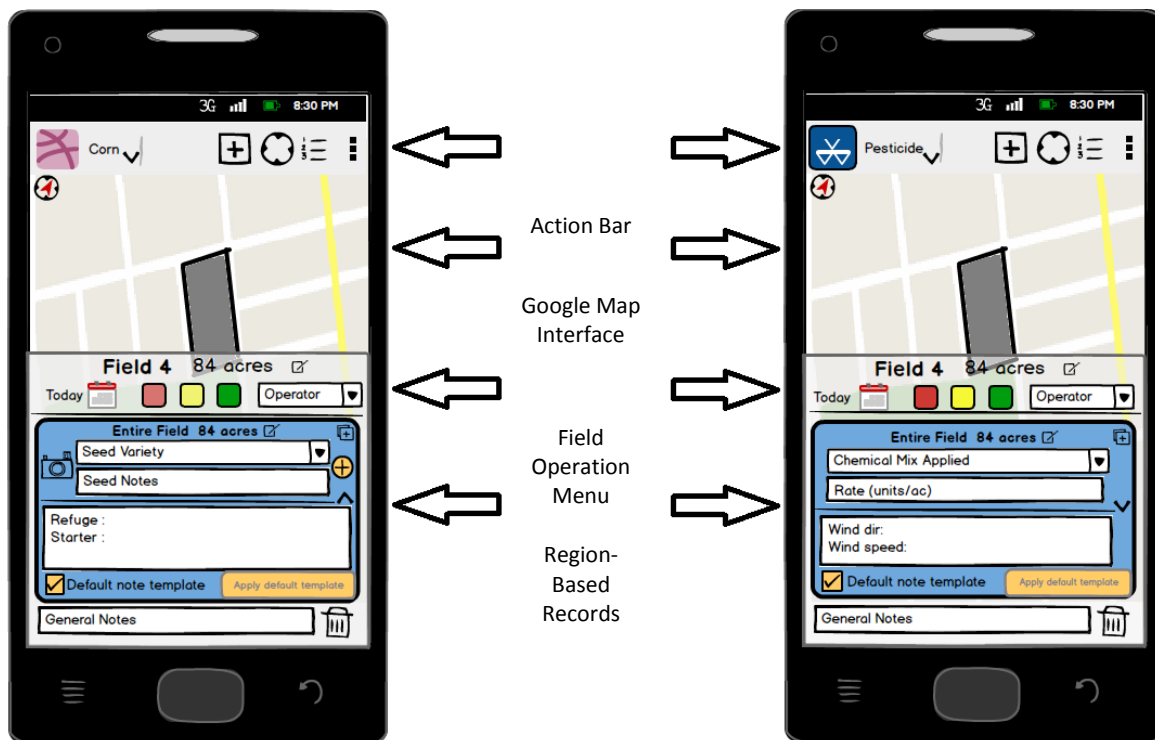 3G 8:30 PM
Corn
Field 4 84 acres
Today Operator
Entire Field 84 acres
Seed Variety
Seed Notes
Refuge :
Starter :
Default note template Apply default template
General Notes
Action Bar
Google Map
Interface
Field
Operation
Menu
Region-
Based
Records
3G 8:30 PM
Pesticide
Field 4 84 acres
Today Operator
Entire Field 84 acres
Chemical Mix Applied
Rate (units/ac)
Wind dir:
Wind speed:
Default note template Apply default template
General Notes